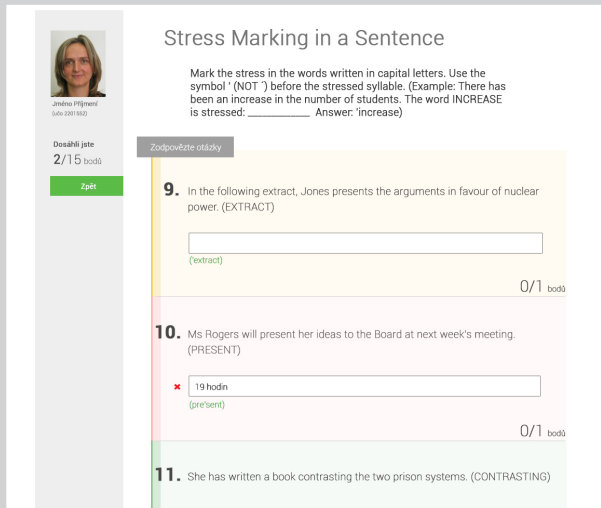 Stress Marking in a Sentence
Mark the stress in the words written in capital letters. Use the
symbol ' (NOT ´) before the stressed syllable. (Example: There has
been an increase in the number of students. The word INCREASE
is stressed: ____________ Answer: 'increase)
Jméno Příjmení
(učo 2201552)
Dosáhli jste
2/15 bodů
Zpět
Zodpovězte otázky
9. In the following extract, Jones presents the arguments in favour of nuclear
power. (EXTRACT)
('extract)
0/1 bodů
10. Ms Rogers will present her ideas to the Board at next week's meeting.
(PRESENT)
✖ 19 hodin
(pre'sent)
0/1 bodů
11. She has written a book contrasting the two prison systems. (CONTRASTING)